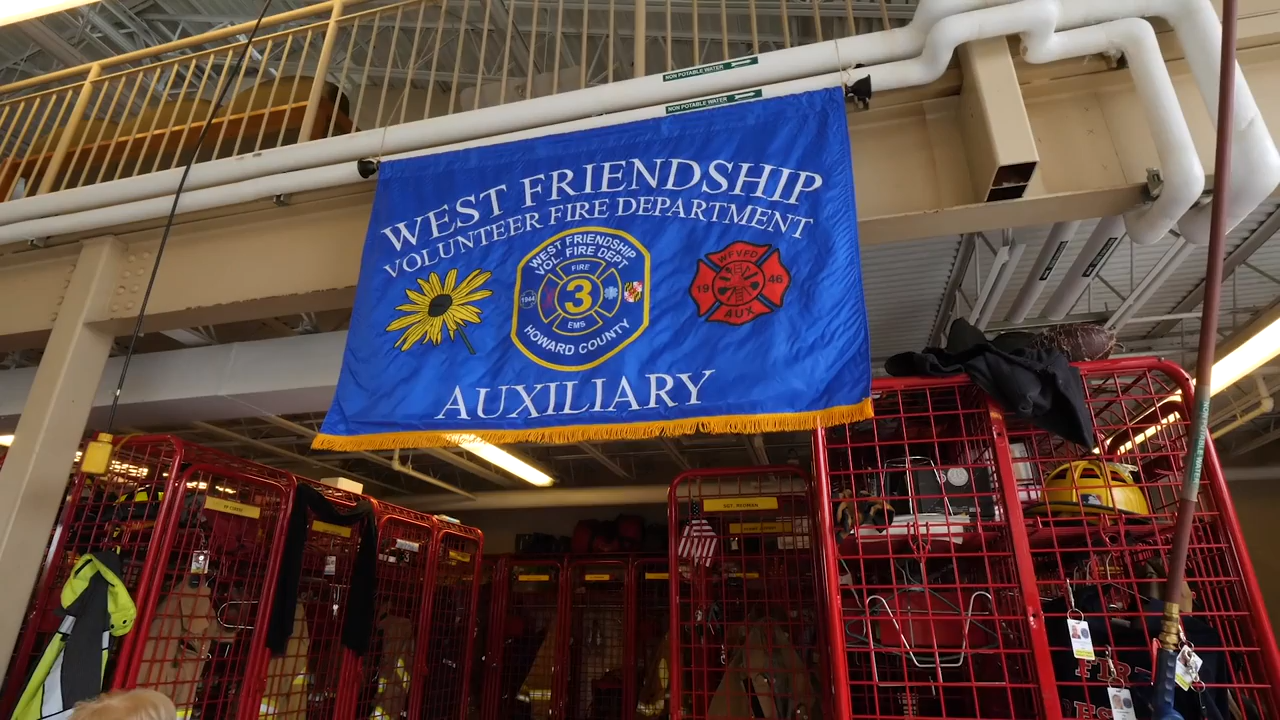 NON POTABLE WATER
NON POTABLE WATER
WEST FRIENDSHIP
VOLUNTEER FIRE DEPARTMENT
WEST FRIENDSHIP
VOL. FIRE DEPT
FIRE
1944
3
EMS
HOWARD COUNTY
WFVFD
19 46
AUX
AUXILIARY
SGT. REDMAN